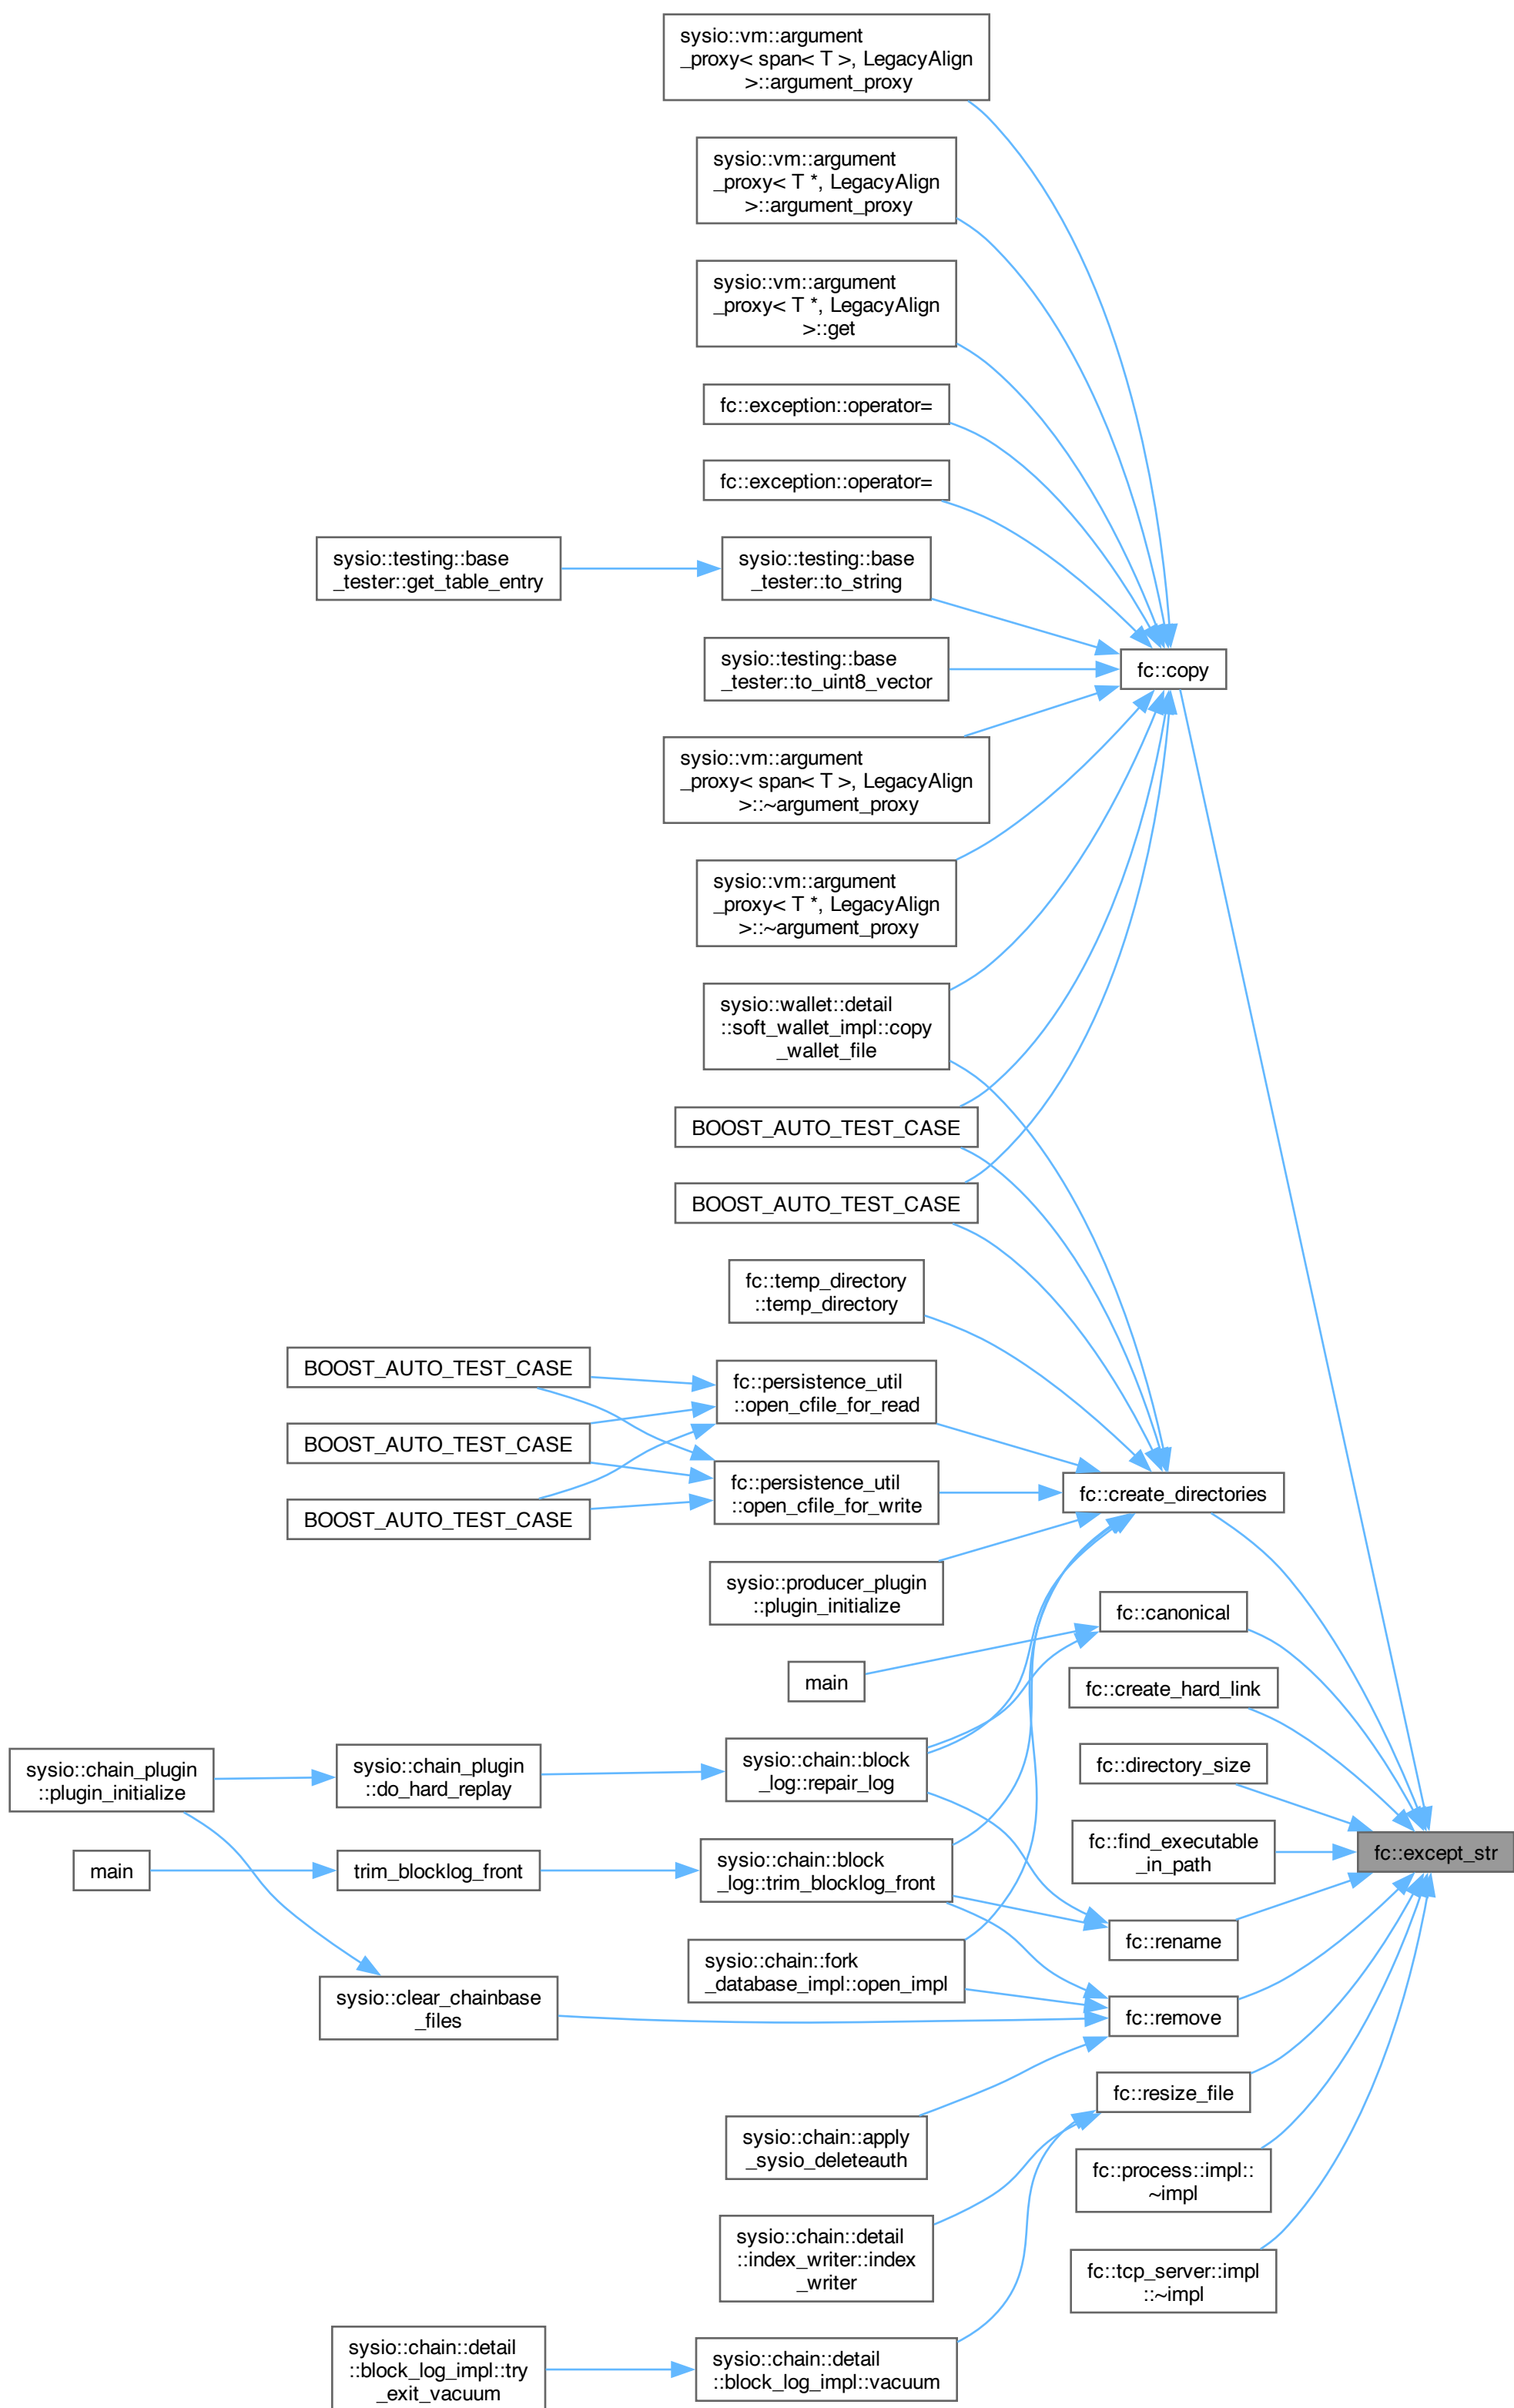 sysio::vm::argument
_proxy< span< T >, LegacyAlign
>::argument_proxy
sysio::vm::argument
_proxy< T *, LegacyAlign
>::argument_proxy
sysio::vm::argument
_proxy< T *, LegacyAlign
>::get
fc::exception::operator=
fc::exception::operator=
sysio::testing::base
_tester::get_table_entry
sysio::testing::base
_tester::to_string
sysio::testing::base
_tester::to_uint8_vector
fc::copy
sysio::vm::argument
_proxy< span< T >, LegacyAlign
>::~argument_proxy
sysio::vm::argument
_proxy< T *, LegacyAlign
>::~argument_proxy
sysio::wallet::detail
::soft_wallet_impl::copy
_wallet_file
BOOST_AUTO_TEST_CASE
BOOST_AUTO_TEST_CASE
fc::temp_directory
::temp_directory
BOOST_AUTO_TEST_CASE
fc::persistence_util
::open_cfile_for_read
BOOST_AUTO_TEST_CASE
fc::persistence_util
::open_cfile_for_write
fc::create_directories
BOOST_AUTO_TEST_CASE
sysio::producer_plugin
::plugin_initialize
fc::canonical
main
fc::create_hard_link
sysio::chain_plugin
::plugin_initialize
sysio::chain_plugin
::do_hard_replay
sysio::chain::block
_log::repair_log
fc::directory_size
fc::find_executable
_in_path
fc::except_str
main
trim_blocklog_front
sysio::chain::block
_log::trim_blocklog_front
fc::rename
sysio::chain::fork
_database_impl::open_impl
sysio::clear_chainbase
_files
fc::remove
fc::resize_file
sysio::chain::apply
_sysio_deleteauth
fc::process::impl::
~impl
sysio::chain::detail
::index_writer::index
_writer
fc::tcp_server::impl
::~impl
sysio::chain::detail
::block_log_impl::try
_exit_vacuum
sysio::chain::detail
::block_log_impl::vacuum